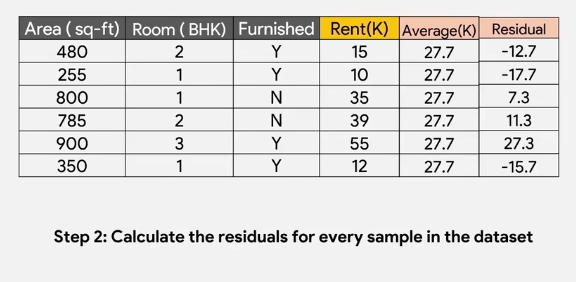 Area ( sq-ft) Room ( BHK) Furnished Rent(K) Average(K) Residual
480 2 Y 15 27.7 -12.7
255 1 Y 10 27.7 -17.7
800 1 N 35 27.7 7.3
785 2 N 39 27.7 11.3
900 3 Y 55 27.7 27.3
350 1 Y 12 27.7 -15.7
Step 2: Calculate the residuals for every sample in the dataset